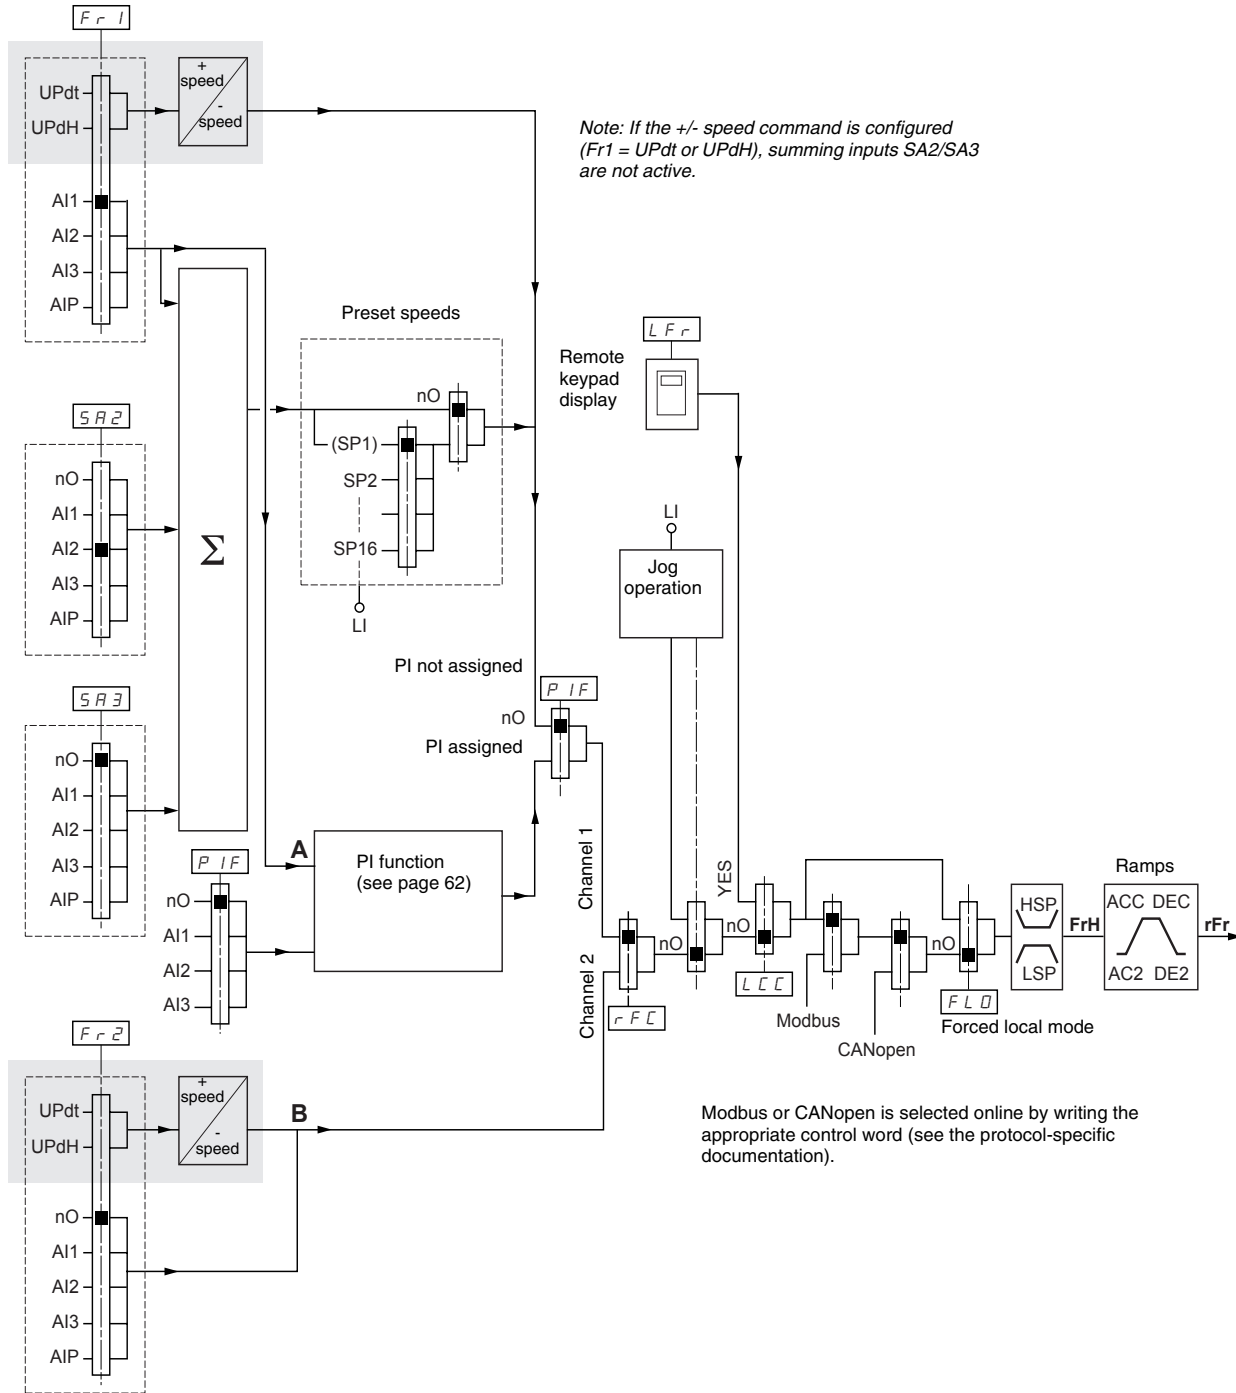 Fr1
+
speed
-
speed
UPdt
UPdH
AI1
AI2
AI3
AIP
Note: If the +/- speed command is configured
(Fr1 = UPdt or UPdH), summing inputs SA2/SA3
are not active.
Preset speeds
nO
(SP1)
SP2
SP16
LI
LFr
Remote
keypad
display
SA2
nO
AI1
AI2
AI3
AIP
Σ
LI
Jog
operation
PI not assigned
PIF
nO
PI assigned
SA3
nO
AI1
AI2
AI3
AIP
PIF
nO
AI1
AI2
AI3
A
PI function
(see page 62)
Channel 1
Channel 2
rFC
nO
YES
nO
LCC
Modbus
CANopen
nO
FLO
Forced local mode
HSP
LSP
FrH
Ramps
ACC DEC
AC2 DE2
rFr
Fr2
+
speed
-
speed
UPdt
UPdH
B
nO
AI1
AI2
AI3
AIP
Modbus or CANopen is selected online by writing the
appropriate control word (see the protocol-specific
documentation).